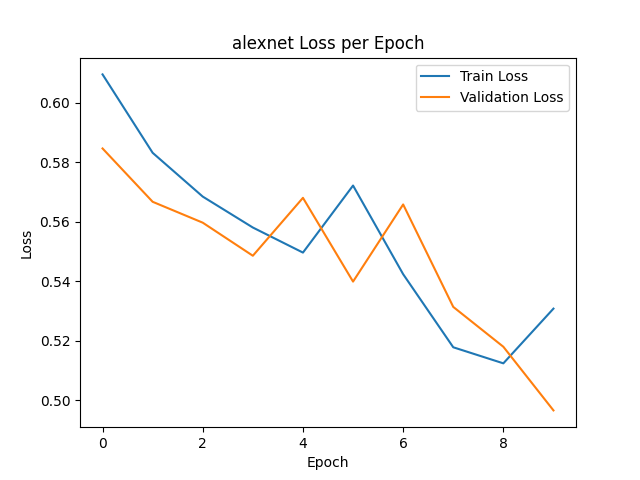 alexnet Loss per Epoch
Train Loss
Validation Loss
0.60
0.58
0.56
0.54
0.52
0.50
Loss
0 2 4 6 8
Epoch